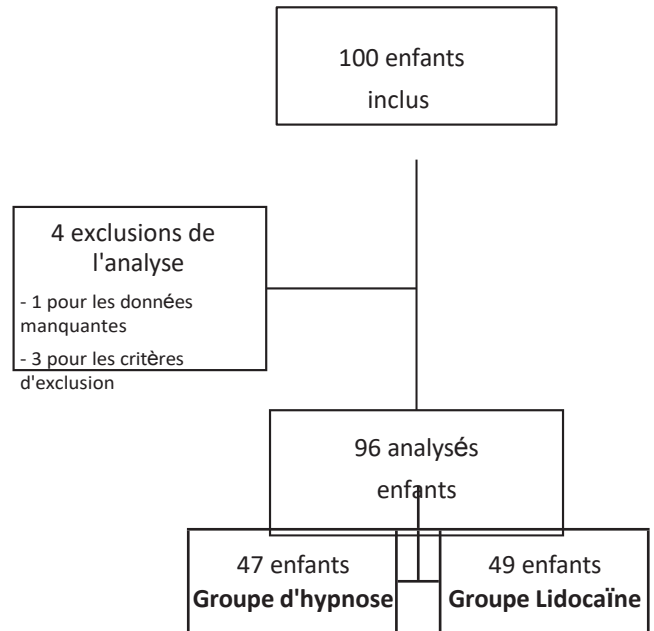 100 enfants
inclus
4 exclusions de
l'analyse
- 1 pour les données
manquantes
- 3 pour les critères
d'exclusion
96 analysés
enfants
47 enfants
Groupe d'hypnose
49 enfants
Groupe Lidocaïne